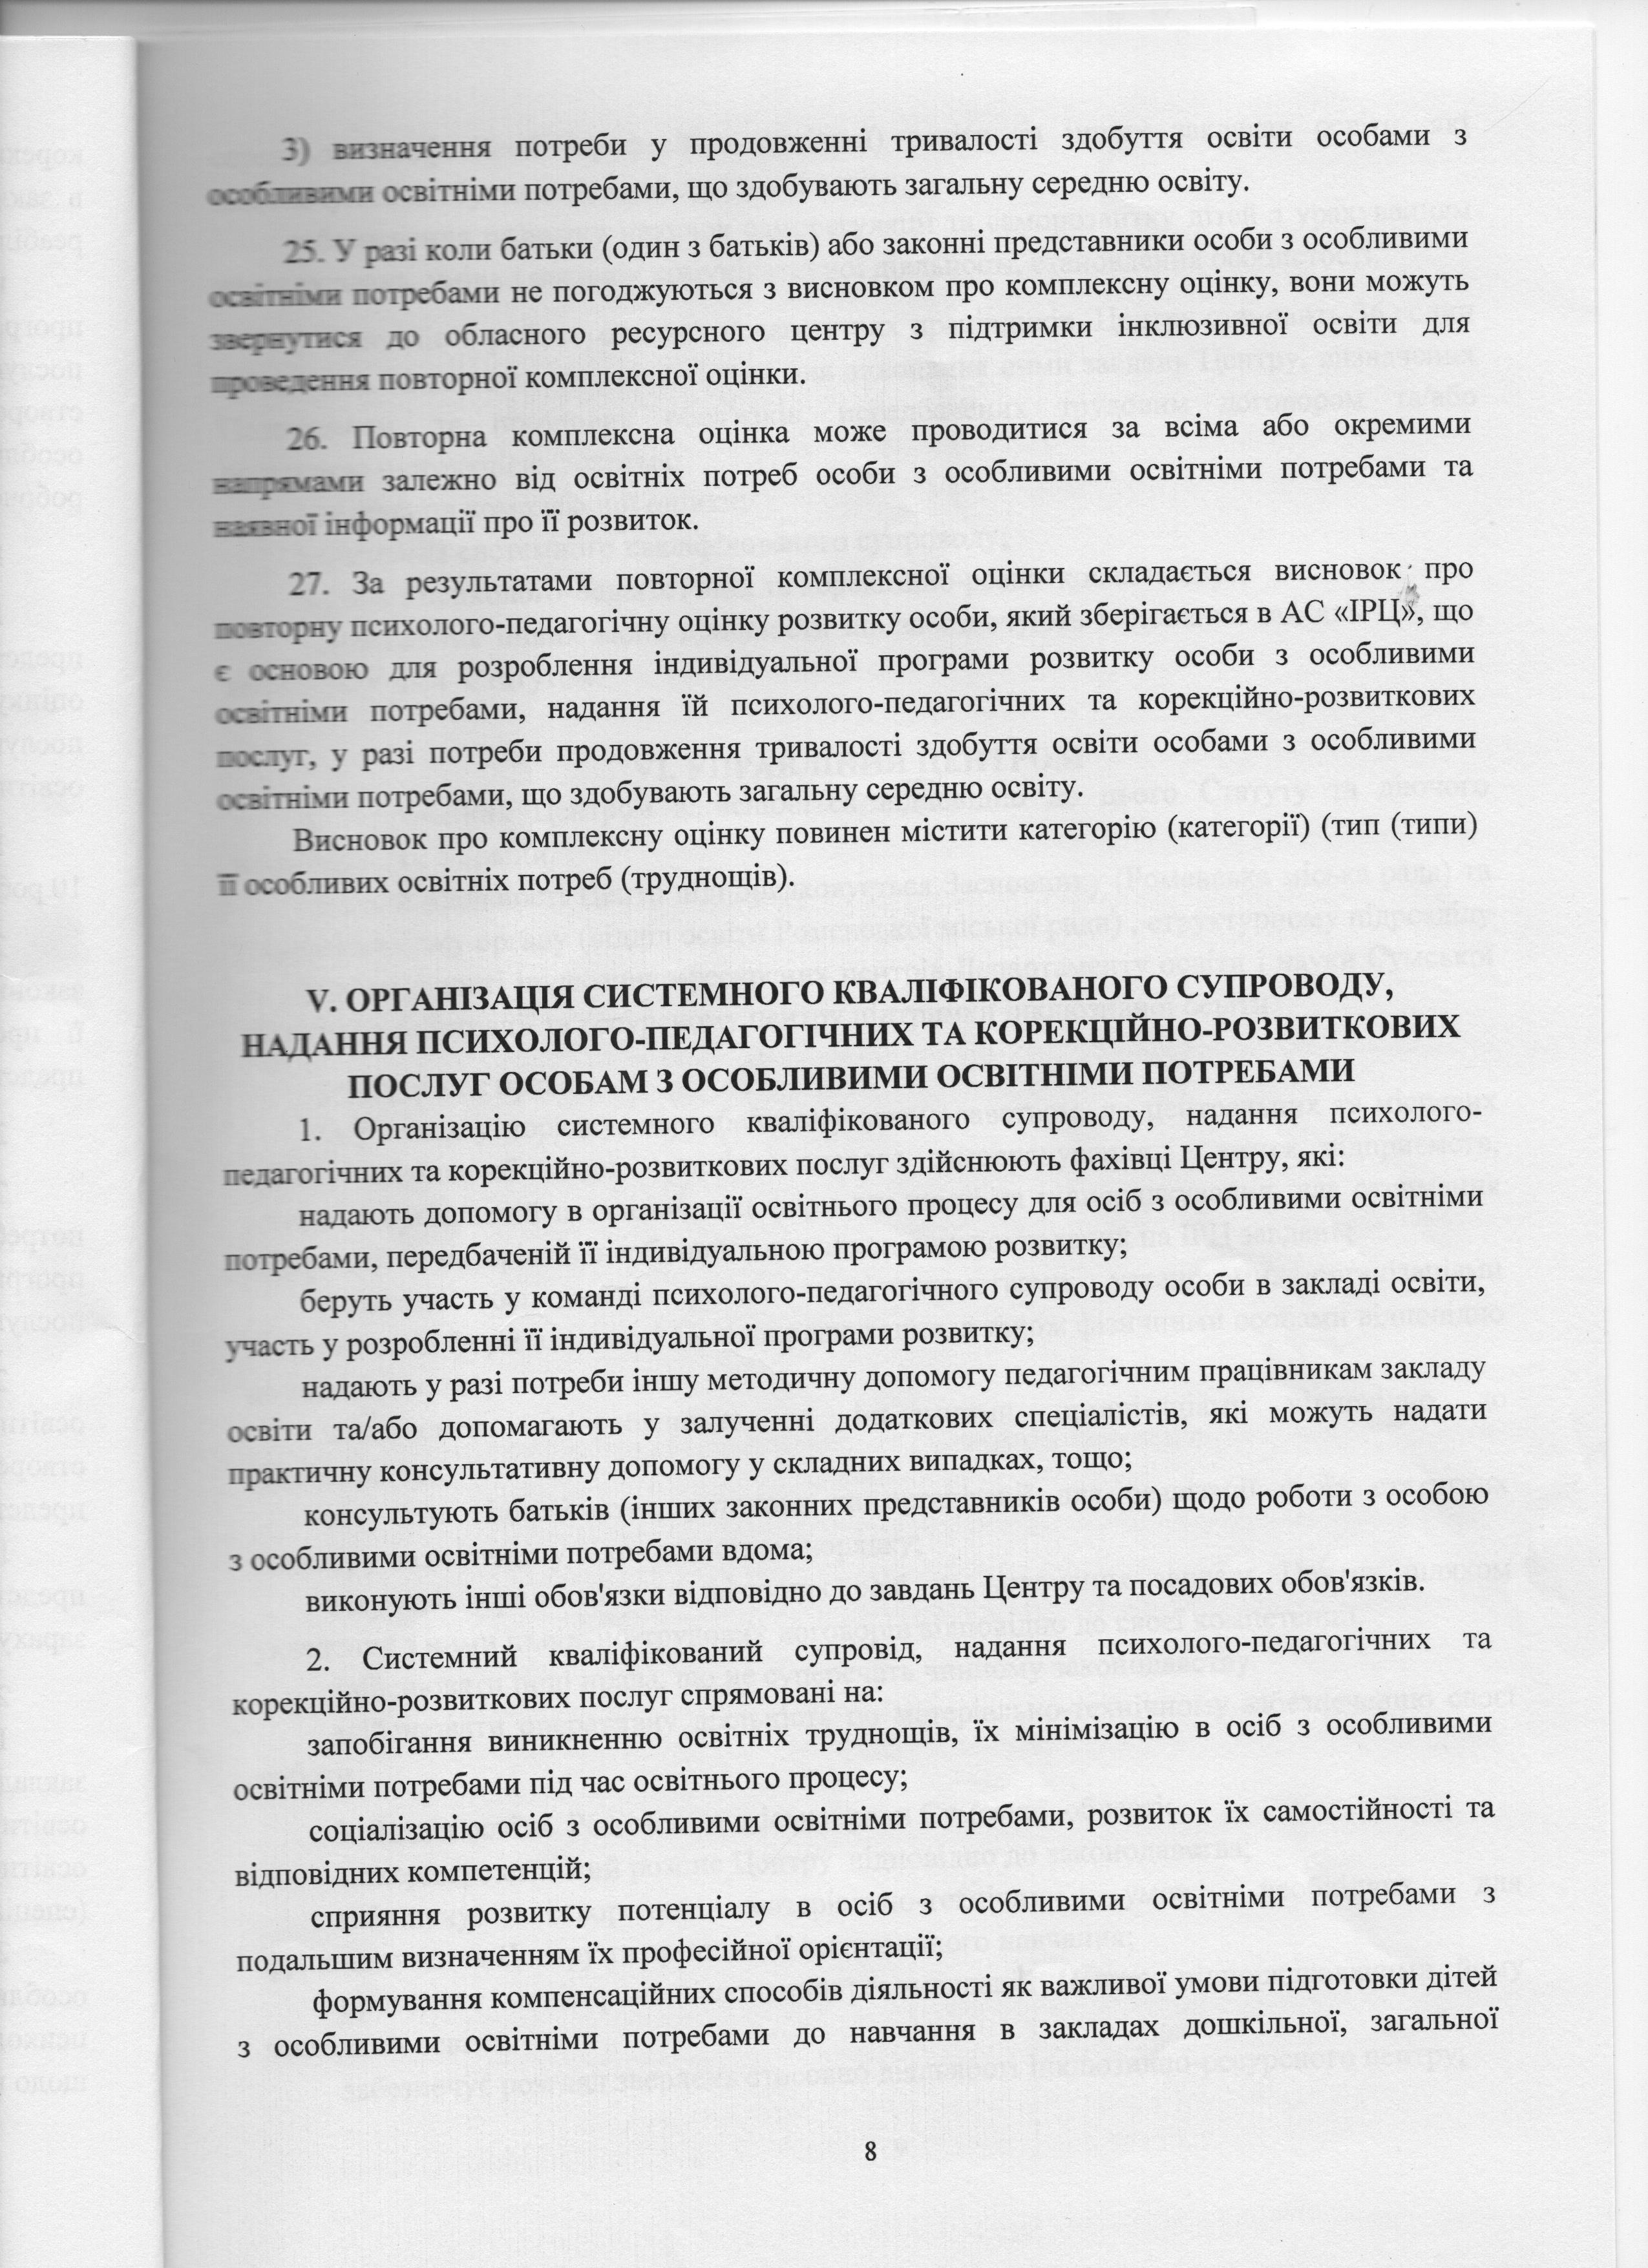 3) визначення потреби у продовженні тривалості здобуття освіти особами з
особливими освітніми потребами, що здобувають загальну середню освіту.
25. У разі коли батьки (один з батьків) або законні представники особи з особливими
освітніми потребами не погоджуються з висновком про комплексну оцінку, вони можуть
звернутися до обласного ресурсного центру з підтримки інклюзивної освіти для
проведення повторної комплексної оцінки.
26. Повторна комплексна оцінка може проводитися за всіма або окремими
напрямами залежно від освітніх потреб особи з особливими освітніми потребами та
наявної інформації про її розвиток.
27. За результатами повторної комплексної оцінки складається висновок про
повторну психолого-педагогічну оцінку розвитку особи, який зберігається в АС «ІРЦ», що
є основою для розроблення індивідуальної програми розвитку особи з особливими
освітніми потребами, надання їй психолого-педагогічних та корекційно-розвиткових
послуг, у разі потреби продовження тривалості здобуття освіти особами з особливими
освітніми потребами, що здобувають загальну середню освіту.
Висновок про комплексну оцінку повинен містити категорію (категорії) (тип (типи)
її особливих освітніх потреб (труднощів).
V. ОРГАНІЗАЦІЯ СИСТЕМНОГО КВАЛІФІКОВАНОГО СУПРОВОДУ,
НАДАННЯ ПСИХОЛОГО-ПЕДАГОГІЧНИХ ТА КОРЕКЦІЙНО-РОЗВИТКОВИХ
ПОСЛУГ ОСОБАМ З ОСОБЛИВИМИ ОСВІТНІМИ ПОТРЕБАМИ
1. Організацію системного кваліфікованого супроводу, надання психолого-
педагогічних та корекційно-розвиткових послуг здійснюють фахівці Центру, які:
надають допомогу в організації освітнього процесу для осіб з особливими освітніми
потребами, передбаченій її індивідуальною програмою розвитку;
беруть участь у команді психолого-педагогічного супроводу особи в закладі освіти,
участь у розробленні її індивідуальної програми розвитку;
надають у разі потреби іншу методичну допомогу педагогічним працівникам закладу
освіти та/або допомагають у залученні додаткових спеціалістів, які можуть надати
практичну консультативну допомогу у складних випадках, тощо;
консультують батьків (інших законних представників особи) щодо роботи з особою
з особливими освітніми потребами вдома;
виконують інші обов'язки відповідно до завдань Центру та посадових обов'язків.
2. Системний кваліфікований супровід, надання психолого-педагогічних та
корекційно-розвиткових послуг спрямовані на:
запобігання виникненню освітніх труднощів, їх мінімізацію в осіб з особливими
освітніми потребами під час освітнього процесу;
соціалізацію осіб з особливими освітніми потребами, розвиток їх самостійності та
відповідних компетенцій;
сприяння розвитку потенціалу в осіб з особливими освітніми потребами з
подальшим визначенням їх професійної орієнтації;
формування компенсаційних способів діяльності як важливої умови підготовки дітей
з особливими освітніми потребами до навчання в закладах дошкільної, загальної
8